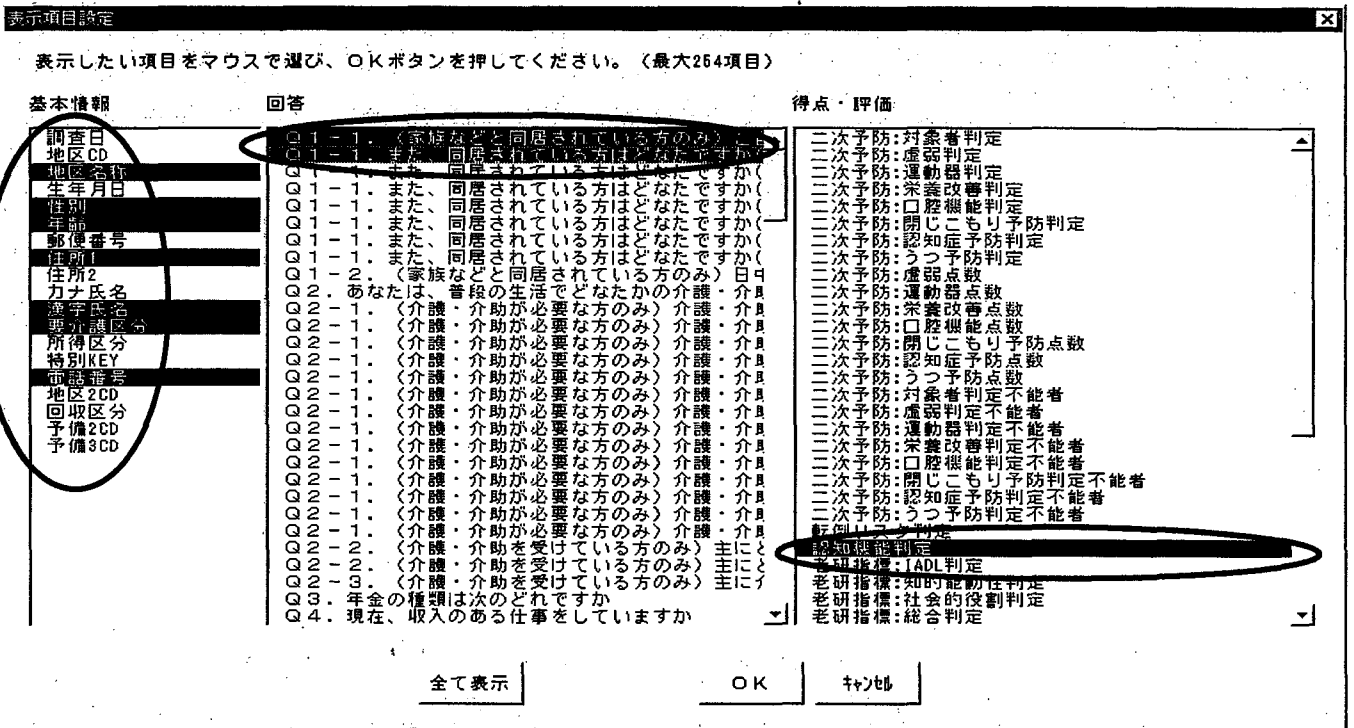 表示項目設定
表示したい項目をマウスで選び、OKボタンを押してください。（最大254項目）
基本情報
調査日
地区CD
地区名称
生年月日
性別
年齢
郵便番号
住所1
住所2
カナ氏名
漢字氏名
要介護区分
所得区分
特別KEY
電話番号
地区2CD
回収区分
予備2CD
予備3CD
回答
Q1－1．（家族などと同居されている方のみ）
Q1－1．また、同居されている方はどなたですか(
Q1－1．また、同居されている方はどなたですか(
Q1－1．また、同居されている方はどなたですか(
Q1－1．また、同居されている方はどなたですか(
Q1－1．また、同居されている方はどなたですか(
Q1－1．また、同居されている方はどなたですか(
Q1－1．また、同居されている方はどなたですか(
Q1－2．（家族などと同居されている方のみ）日中
Q2．あなたは、普段の生活でどなたかの介護・介助
Q2－1．（介護・介助が必要な方のみ）介護・介助
Q2－1．（介護・介助が必要な方のみ）介護・介助
Q2－1．（介護・介助が必要な方のみ）介護・介助
Q2－1．（介護・介助が必要な方のみ）介護・介助
Q2－1．（介護・介助が必要な方のみ）介護・介助
Q2－1．（介護・介助が必要な方のみ）介護・介助
Q2－1．（介護・介助が必要な方のみ）介護・介助
Q2－1．（介護・介助が必要な方のみ）介護・介助
Q2－1．（介護・介助が必要な方のみ）介護・介助
Q2－1．（介護・介助が必要な方のみ）介護・介助
Q2－1．（介護・介助が必要な方のみ）介護・介助
Q2－1．（介護・介助が必要な方のみ）介護・介助
Q2－1．（介護・介助が必要な方のみ）介護・介助
Q2－1．（介護・介助が必要な方のみ）介護・介助
Q2－2．（介護・介助を受けている方のみ）主にど
Q2－2．（介護・介助を受けている方のみ）主にど
Q2－3．（介護・介助を受けている方のみ）主に介
Q3．年金の種類は次のどれですか
Q4．現在、収入のある仕事をしていますか
得点・評価
二次予防:対象者判定
二次予防:虚弱判定
二次予防:運動器判定
二次予防:栄養改善判定
二次予防:口腔機能判定
二次予防:閉じこもり予防判定
二次予防:認知症予防判定
二次予防:うつ予防判定
二次予防:虚弱点数
二次予防:運動器点数
二次予防:栄養改善点数
二次予防:口腔機能点数
二次予防:閉じこもり予防点数
二次予防:認知症予防点数
二次予防:うつ予防点数
二次予防:対象者判定不能者
二次予防:虚弱判定不能者
二次予防:運動器判定不能者
二次予防:栄養改善判定不能者
二次予防:口腔機能判定不能者
二次予防:閉じこもり予防判定不能者
二次予防:認知症予防判定不能者
二次予防:うつ予防判定不能者
転倒リスク判定
認知機能判定
老研指標:IADL判定
老研指標:知的能動性判定
老研指標:社会的役割判定
老研指標:総合判定
全て表示
OK
ｷｬﾝｾﾙ